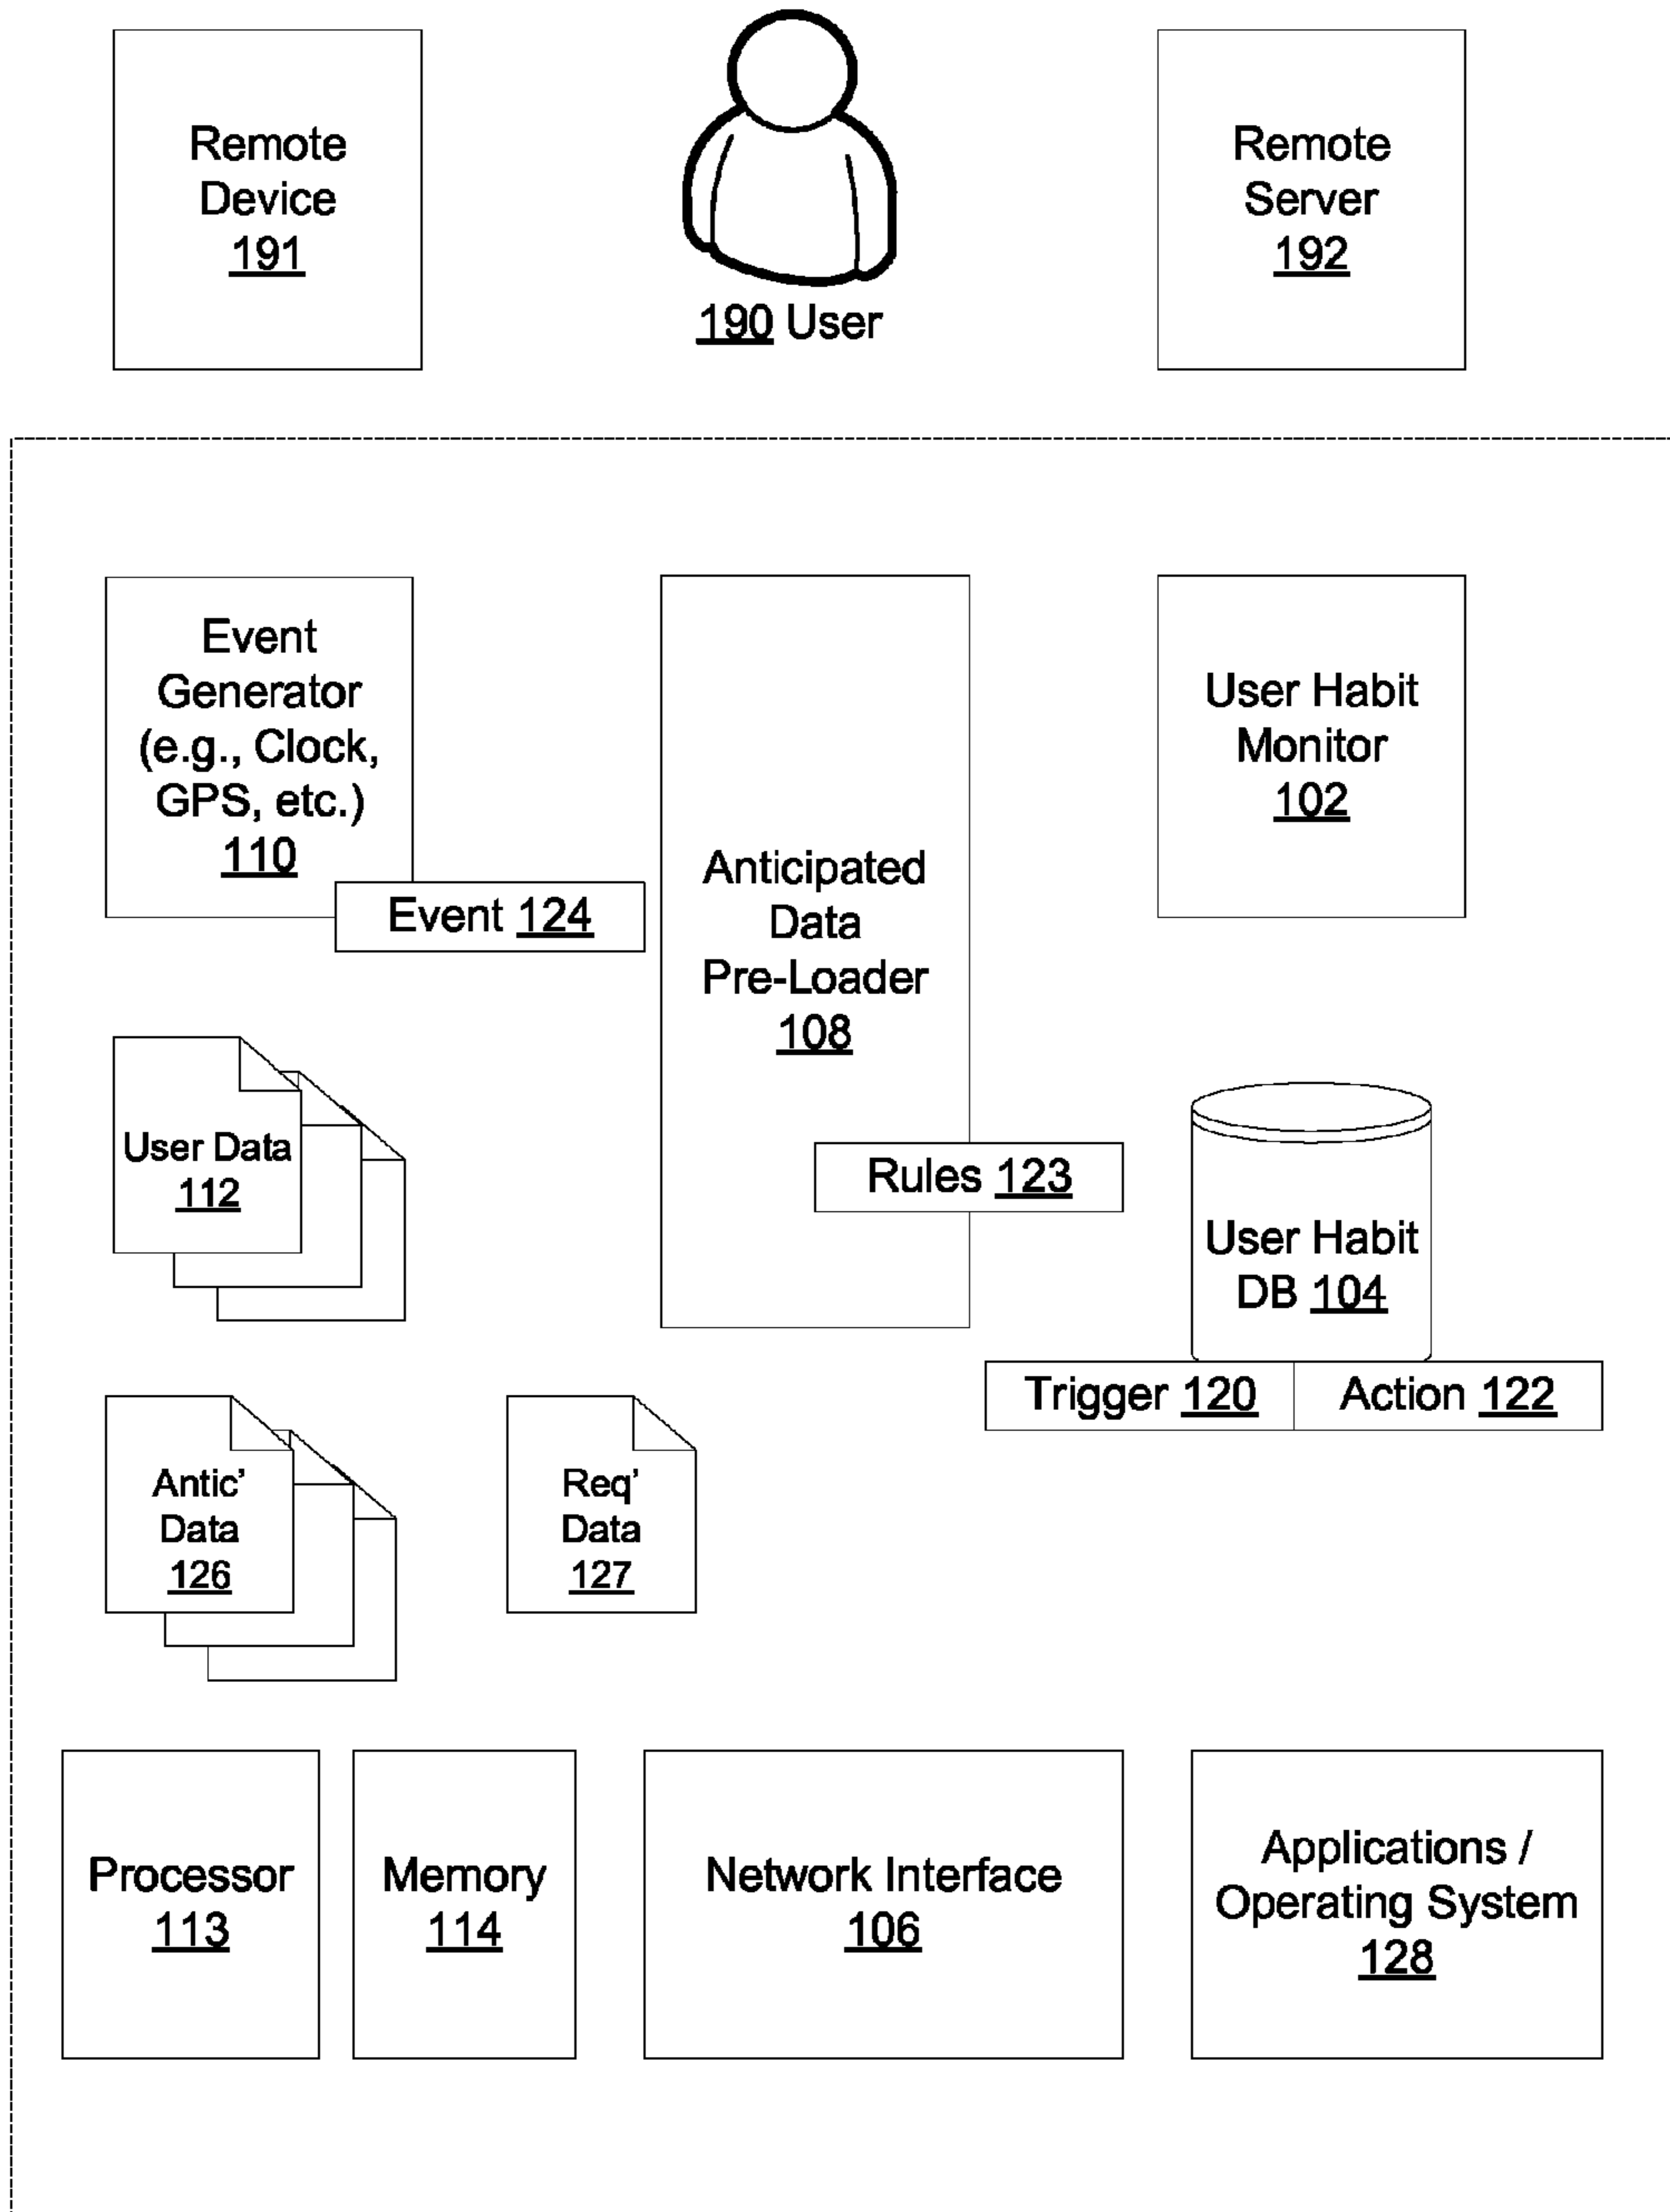 Remote
Device
191
190 User
Remote
Server
192
Event
Generator
(e.g., Clock,
GPS, etc.)
110
Event 124
Anticipated
Data
Pre-Loader
108
User Habit
Monitor
102
User Data
112
Rules 123
User Habit
DB 104
Trigger 120
Action 122
Antic’
Data
126
Req’
Data
127
Processor
113
Memory
114
Network Interface
106
Applications /
Operating System
128